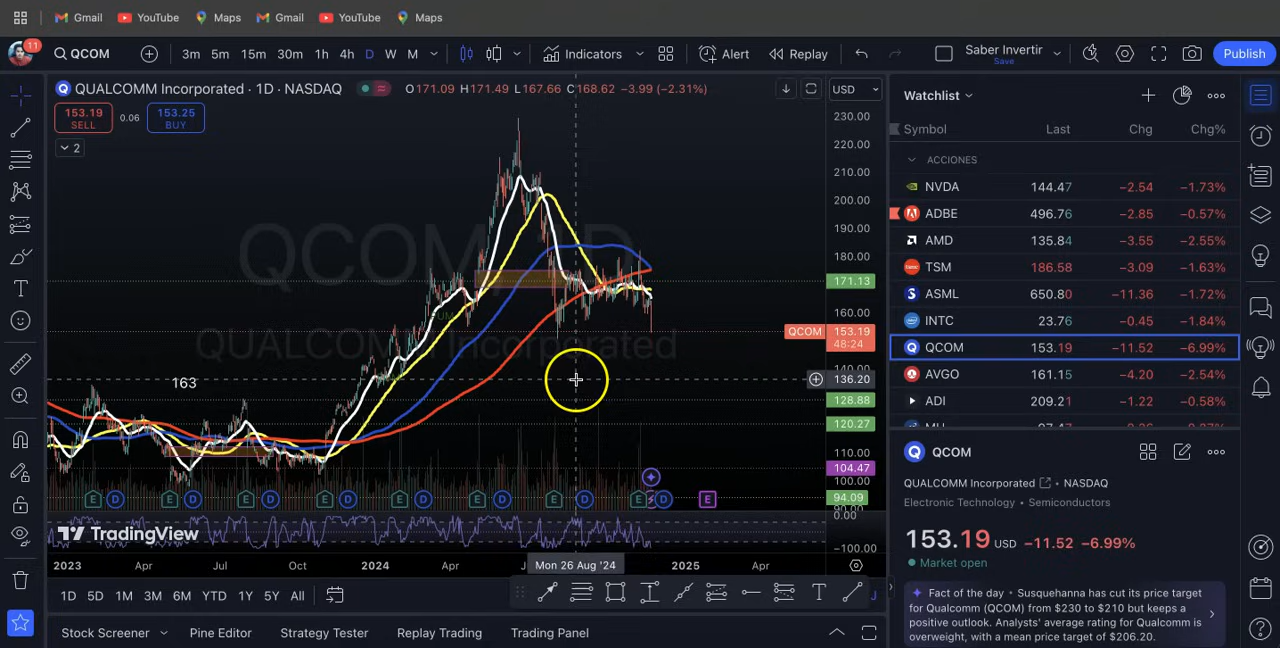 Gmail YouTube Maps Gmail YouTube Maps
11 QCOM 3m 5m 15m 30m 1h 4h D W M Indicators Alert Replay Saber Invertir Save Publish
QUALCOMM Incorporated · 1D · NASDAQ O171.09 H171.49 L167.66 C168.62 −3.99 (−2.31%) USD
153.19 SELL 0.06 153.25 BUY
2
QCOM, 1D
QUALCOMM Incorporated
163
230.00
220.00
210.00
200.00
190.00
180.00
171.13
160.00
QCOM 153.19
48:24
140.00
136.20
128.88
120.27
110.00
104.47
100.00
94.09
90.00
0.00
−100.00
E D E D E D E D E D E D E D E D E
TradingView
2023 Apr Jul Oct 2024 Apr Mon 26 Aug '24 2025 Apr
1D 5D 1M 3M 6M YTD 1Y 5Y All
Stock Screener Pine Editor Strategy Tester Replay Trading Trading Panel
Watchlist
Symbol Last Chg Chg%
ACCIONES
NVDA 144.47 −2.54 −1.73%
ADBE 496.76 −2.85 −0.57%
AMD 135.84 −3.55 −2.55%
TSM 186.58 −3.09 −1.63%
ASML 650.80 −11.36 −1.72%
INTC 23.76 −0.45 −1.84%
QCOM 153.19 −11.52 −6.99%
AVGO 161.15 −4.20 −2.54%
ADI 209.21 −1.22 −0.58%
QCOM
QUALCOMM Incorporated • NASDAQ
Electronic Technology • Semiconductors
153.19 USD −11.52 −6.99%
Market open
Fact of the day • Susquehanna has cut its price target
for Qualcomm (QCOM) from $230 to $210 but keeps a
positive outlook. Analysts' average rating for Qualcomm is
overweight, with a mean price target of $206.20.